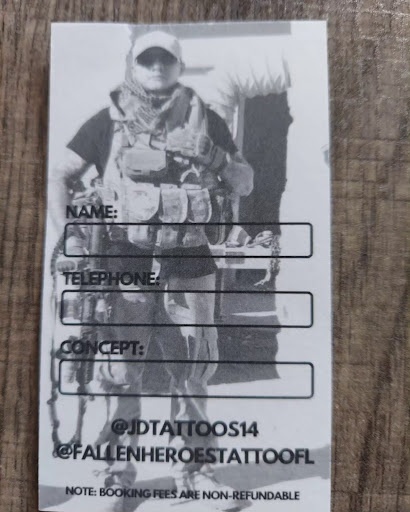 NAME:
TELEPHONE:
CONCEPT:
@JDTATTOOS14
@FALLENHEROESTATTOOFL
NOTE: BOOKING FEES ARE NON-REFUNDABLE